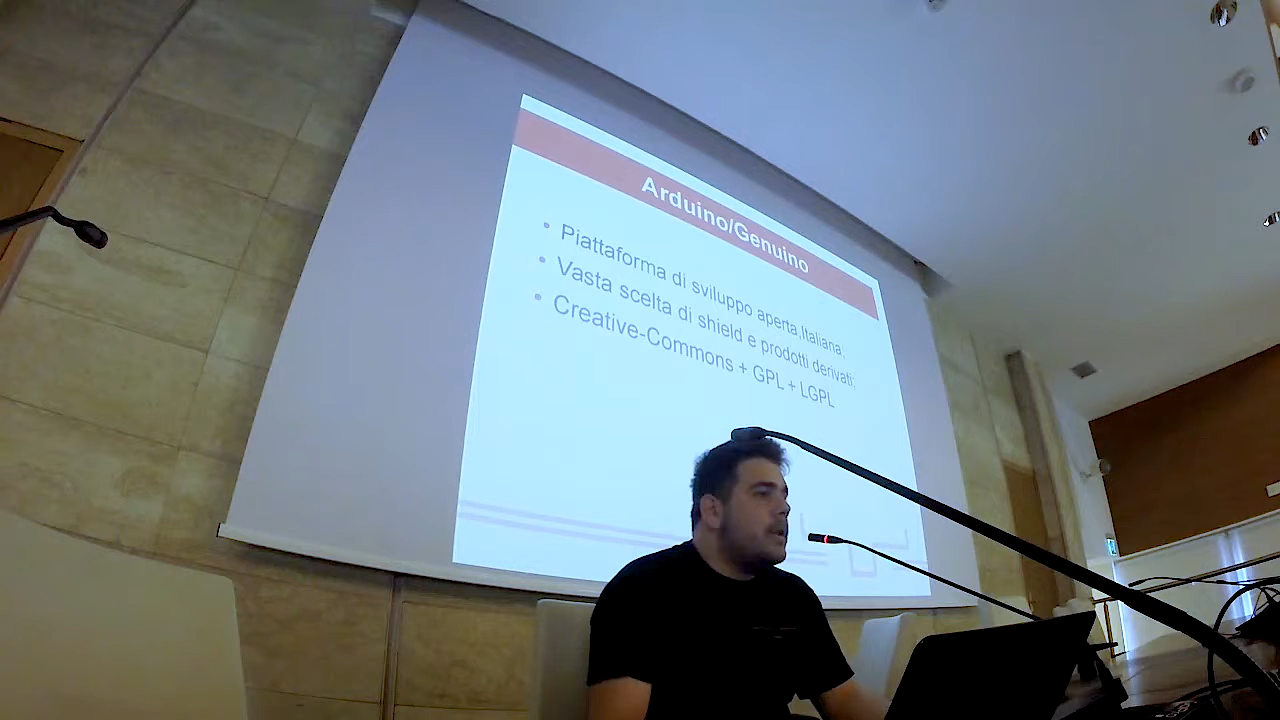 Arduino/Genuino
Piattaforma di sviluppo aperta,Italiana;
Vasta scelta di shield e prodotti derivati;
Creative-Commons + GPL + LGPL